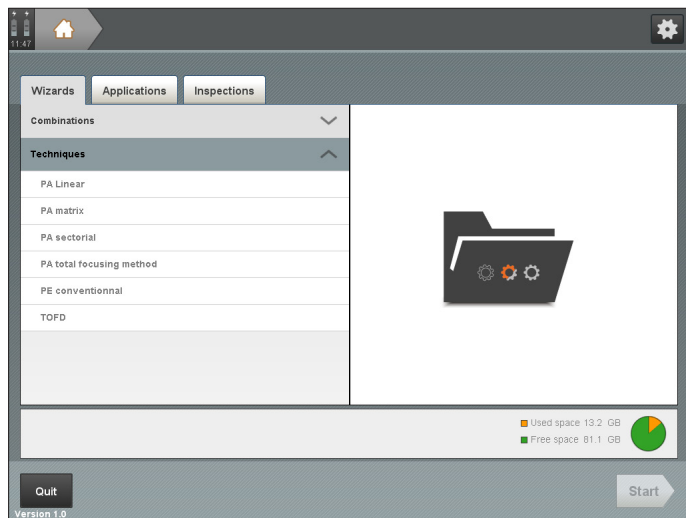 11:47
Wizards
Applications
Inspections
Combinations
Techniques
PA Linear
PA matrix
PA sectorial
PA total focusing method
PE conventionnal
TOFD
Used space 13.2 GB
Free space 81.1 GB
Quit
Start
Version 1.0